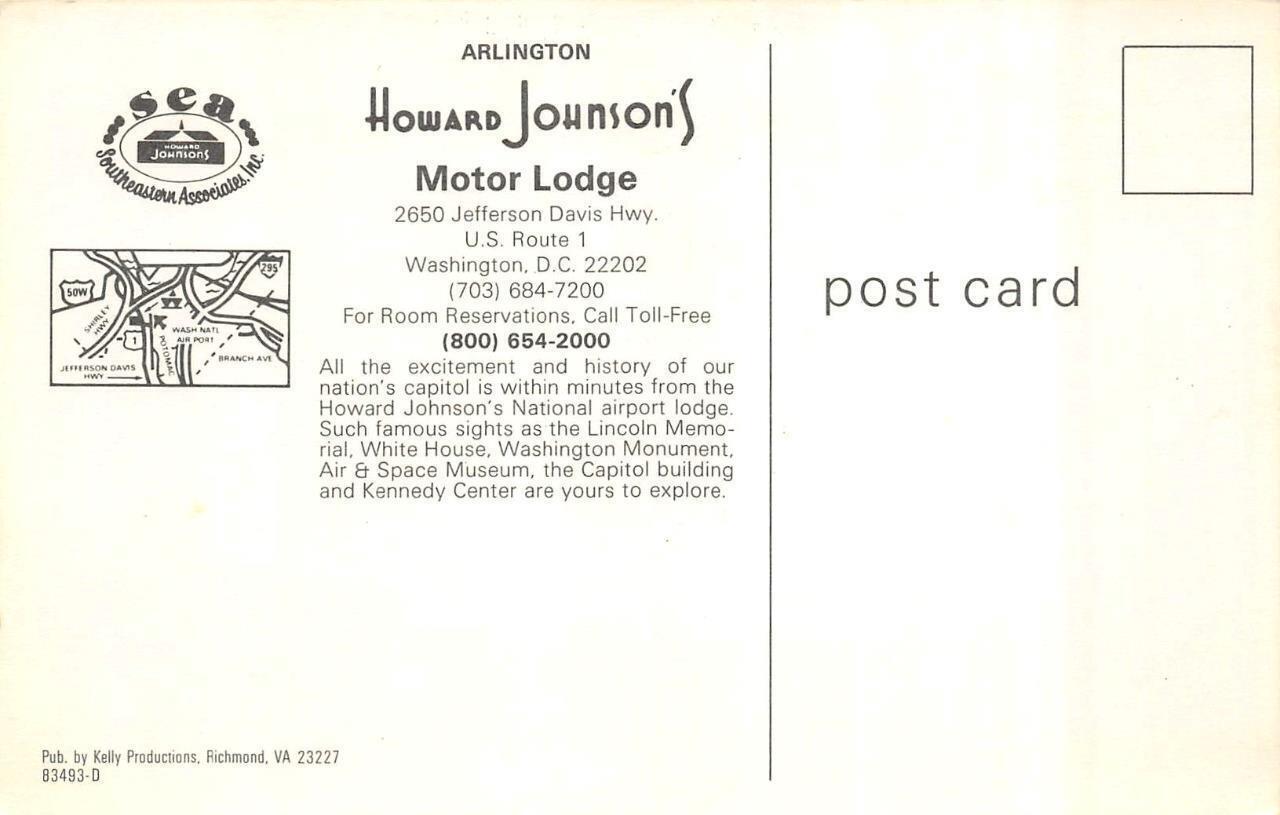 ARLINGTON
HOWARD JOHNSON'S
Motor Lodge
2650 Jefferson Davis Hwy.
U.S. Route 1
Washington, D.C. 22202
(703) 684-7200
For Room Reservations, Call Toll-Free
(800) 654-2000
All the excitement and history of our
nation's capitol is within minutes from the
Howard Johnson's National airport lodge.
Such famous sights as the Lincoln Memo-
rial, White House, Washington Monument,
Air & Space Museum, the Capitol building
and Kennedy Center are yours to explore.
sea
HOWARD
JOHNSON'S
Southeastern Associates, Inc.
295
50W
SHIRLEY
HWY
WASH NATL
AIR PORT
1
POTOMAC
BRANCH AVE
JEFFERSON DAVIS
HWY
Pub. by Kelly Productions, Richmond, VA 23227
83493-D
post card